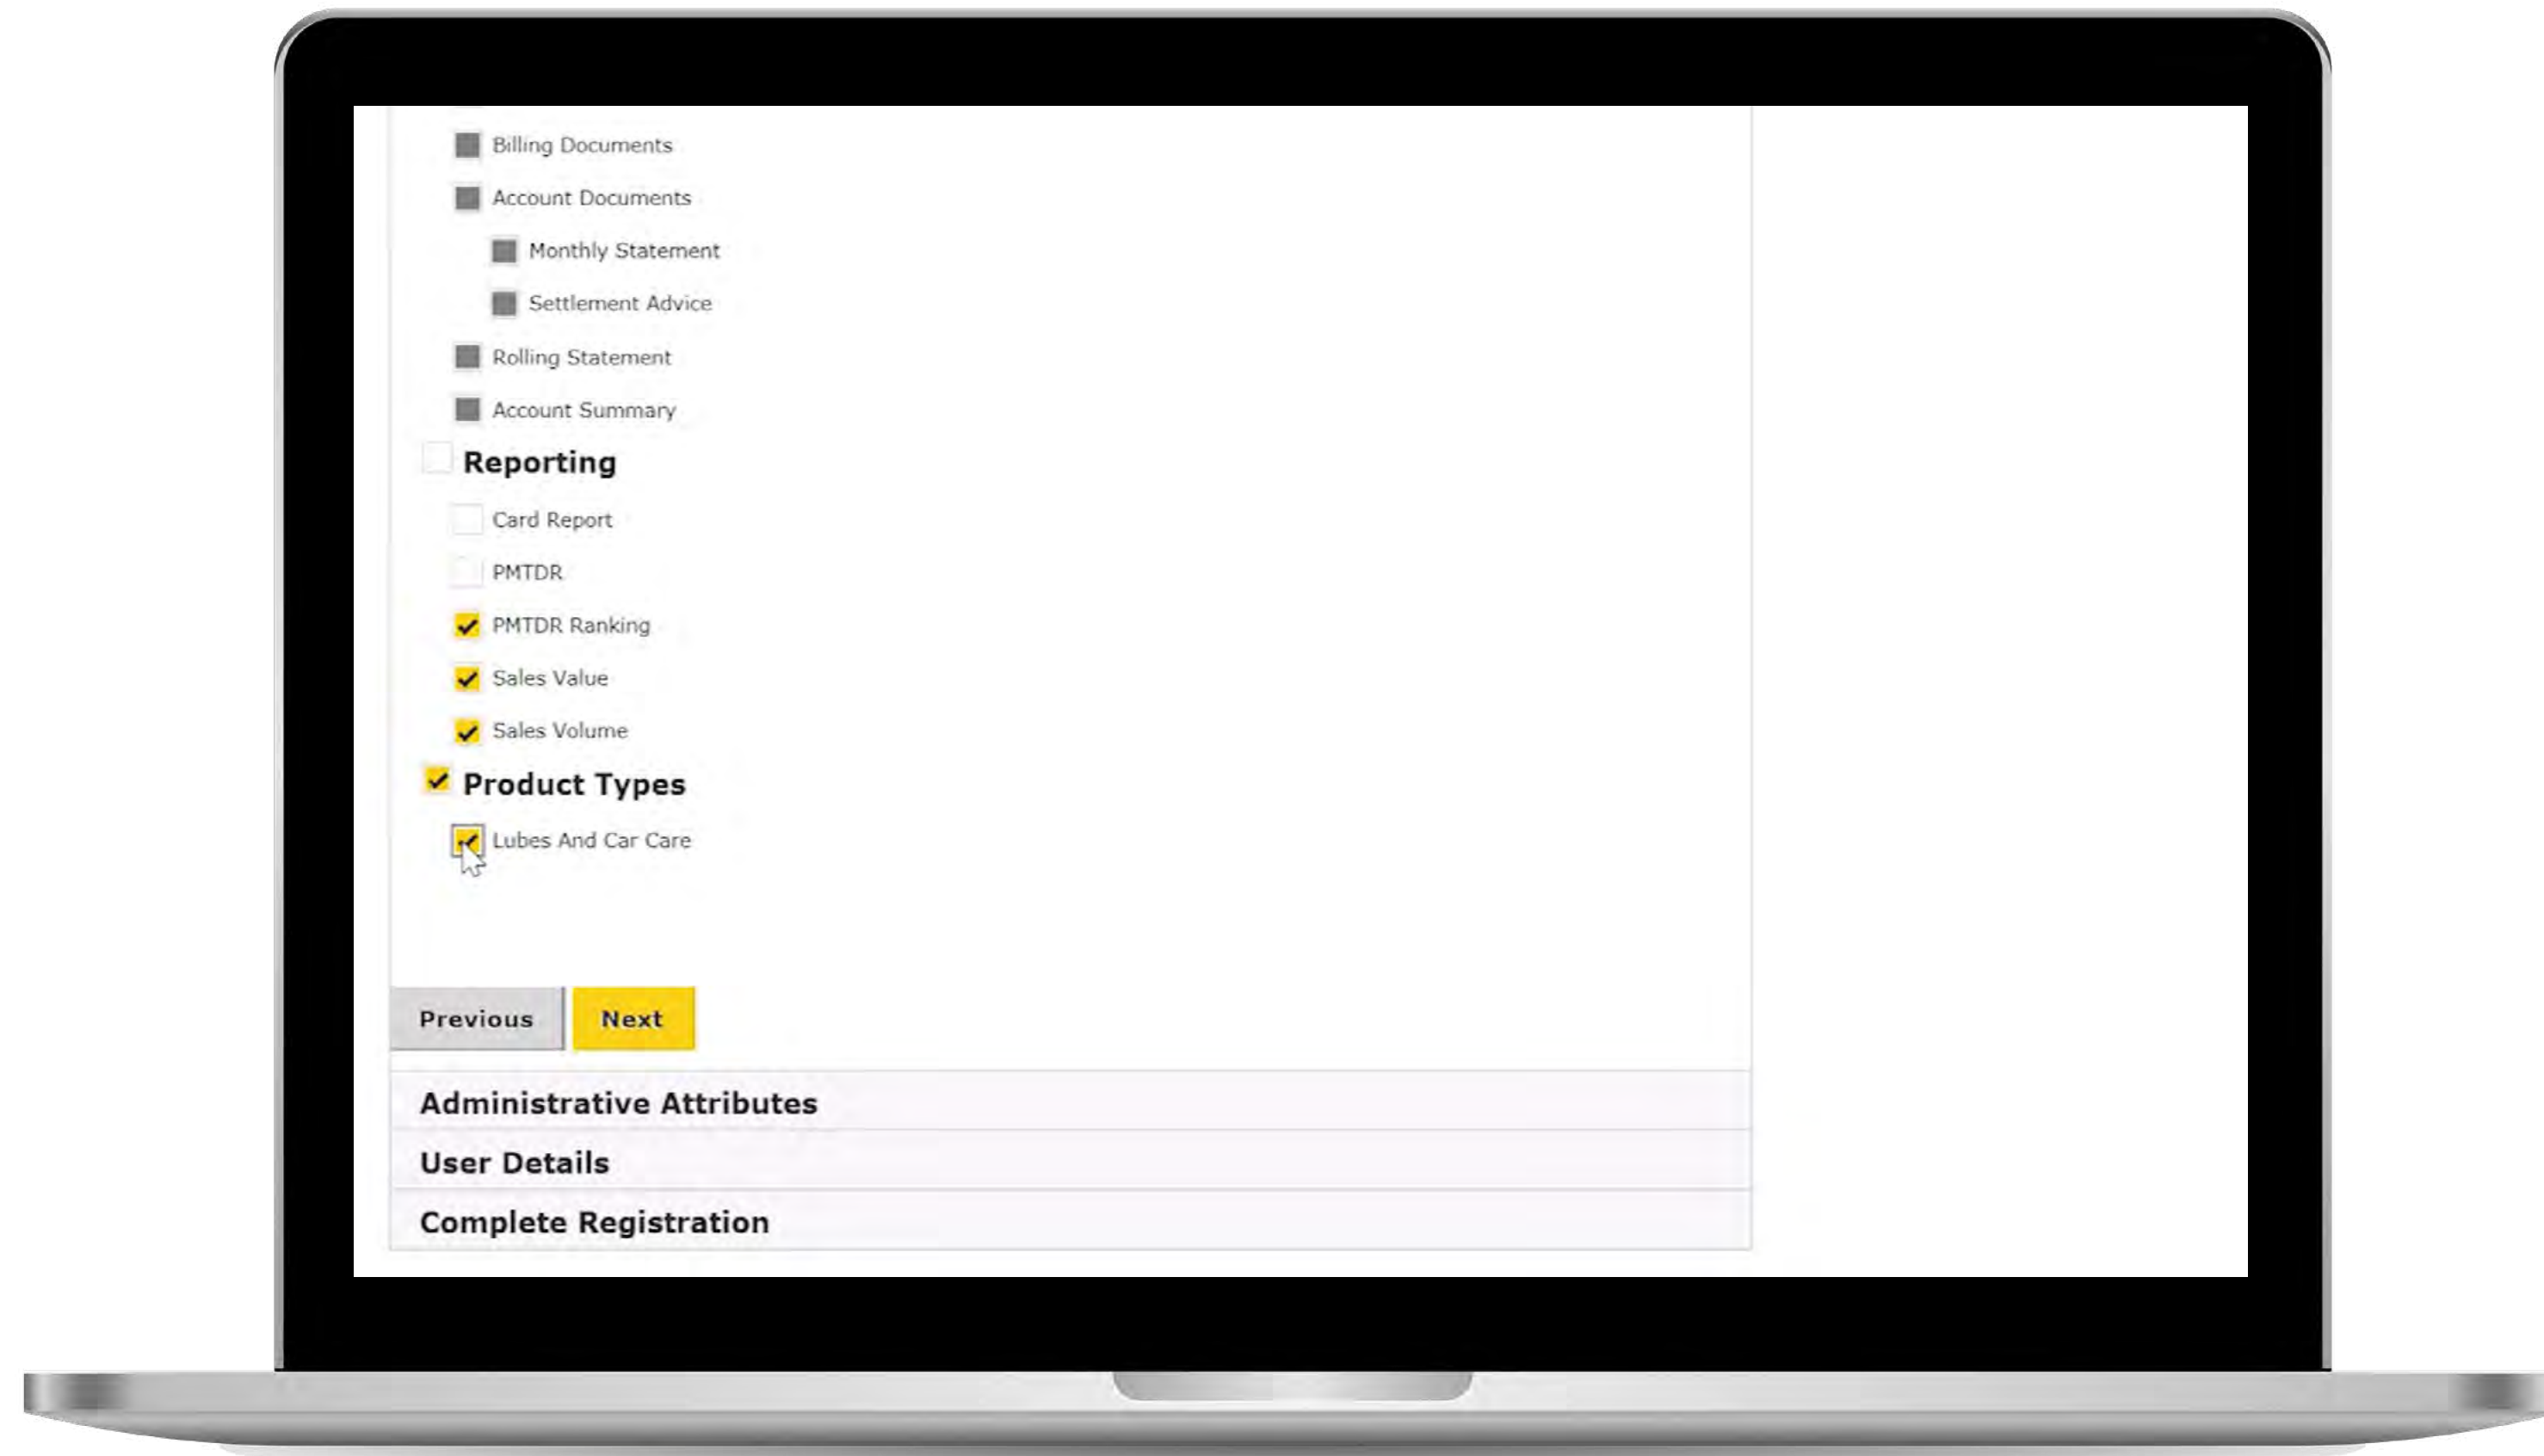 Billing Documents
Account Documents
Monthly Statement
Settlement Advice
Rolling Statement
Account Summary
Reporting
Card Report
PMTDR
PMTDR Ranking
Sales Value
Sales Volume
Product Types
Lubes And Car Care
Previous Next
Administrative Attributes
User Details
Complete Registration